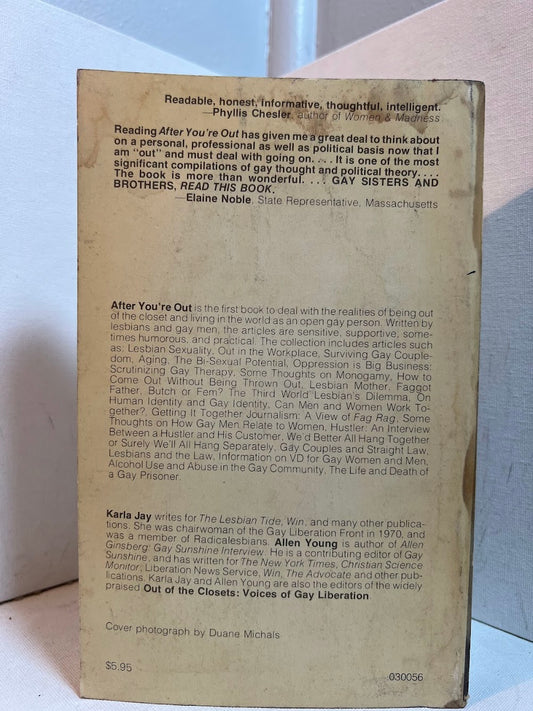 Readable, honest, informative, thoughtful, intelligent.
—Phyllis Chesler, author of Women & Madness
Reading After You're Out has given me a great deal to think about
on a personal, professional as well as political basis now that I
am "out" and must deal with going on. . . . It is one of the most
significant compilations of gay thought and political theory. . . .
The book is more than wonderful. . . . GAY SISTERS AND
BROTHERS, READ THIS BOOK.
—Elaine Noble, State Representative, Massachusetts
After You're Out is the first book to deal with the realities of being out
of the closet and living in the world as an open gay person. Written by
lesbians and gay men, the articles are sensitive, supportive, some-
times humorous, and practical. The collection includes articles such
as: Lesbian Sexuality, Out in the Workplace, Surviving Gay Couple-
dom, Aging, The Bi-Sexual Potential, Oppression is Big Business:
Scrutinizing Gay Therapy, Some Thoughts on Monogamy, How to
Come Out Without Being Thrown Out, Lesbian Mother, Faggot
Father, Butch or Fem? The Third World Lesbian's Dilemma, On
Human Identity and Gay Identity, Can Men and Women Work To-
gether?, Getting It Together Journalism: A View of Fag Rag, Some
Thoughts on How Gay Men Relate to Women, Hustler: An Interview
Between a Hustler and His Customer, We'd Better All Hang Together
or Surely We'll All Hang Separately, Gay Couples and Straight Law,
Lesbians and the Law, Information on VD for Gay Women and Men,
Alcohol Use and Abuse in the Gay Community, The Life and Death of
a Gay Prisoner.
Karla Jay writes for The Lesbian Tide, Win, and many other publica-
tions. She was chairwoman of the Gay Liberation Front in 1970, and
was a member of Radicalesbians. Allen Young is author of Allen
Ginsberg: Gay Sunshine Interview. He is a contributing editor of Gay
Sunshine, and has written for The New York Times, Christian Science
Monitor, Liberation News Service, Win, The Advocate and other pub-
lications. Karla Jay and Allen Young are also the editors of the widely
praised Out of the Closets: Voices of Gay Liberation.
Cover photograph by Duane Michals
$5.95
030056